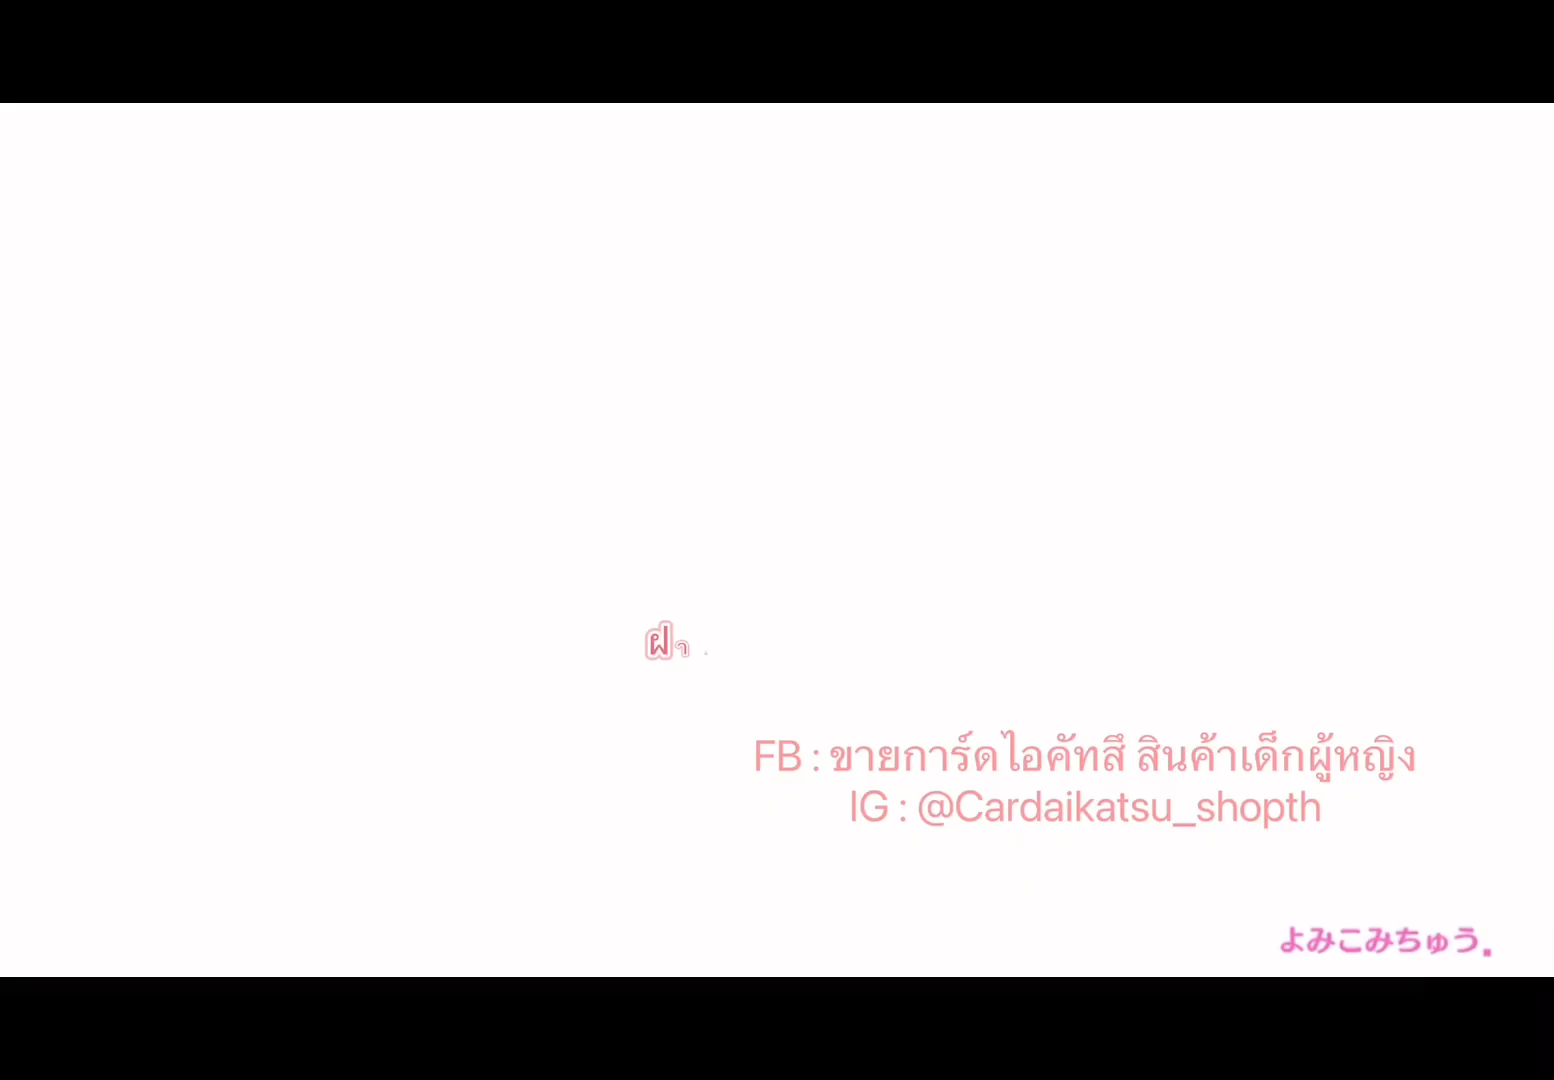 ฝา
FB : ขายการ์ดไอคัทสึ สินค้าเด็กผู้หญิง
IG : @Cardaikatsu_shopth
よみこみちゅう.